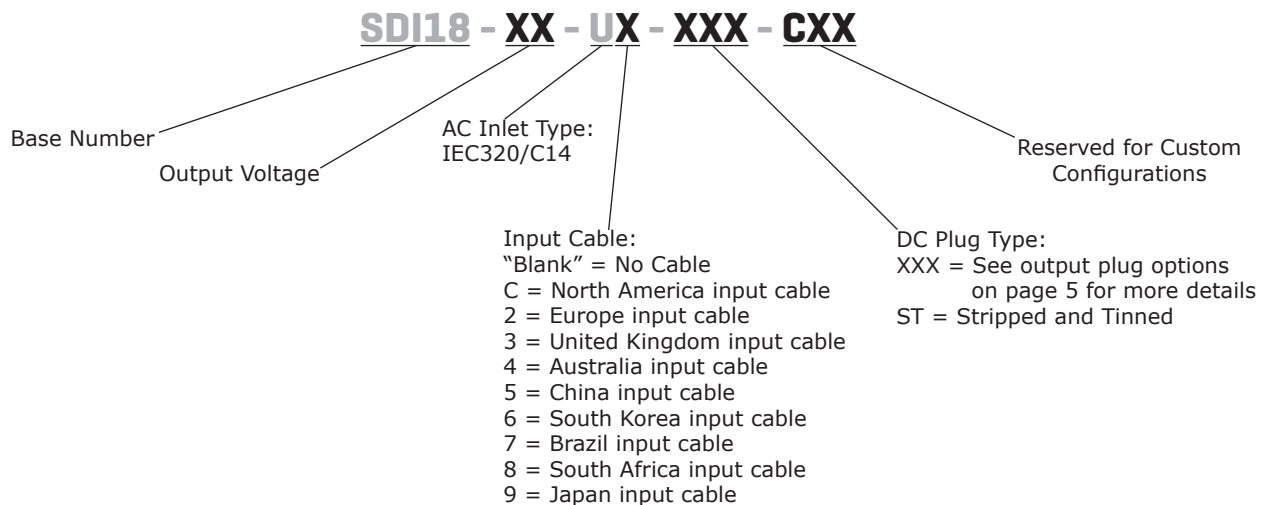 SDI18 - XX - UX - XXX - CXX
Base Number
Output Voltage
AC Inlet Type:
IEC320/C14
Reserved for Custom
Configurations
Input Cable:
“Blank” = No Cable
C = North America input cable
2 = Europe input cable
3 = United Kingdom input cable
4 = Australia input cable
5 = China input cable
6 = South Korea input cable
7 = Brazil input cable
8 = South Africa input cable
9 = Japan input cable
DC Plug Type:
XXX = See output plug options
on page 5 for more details
ST = Stripped and Tinned